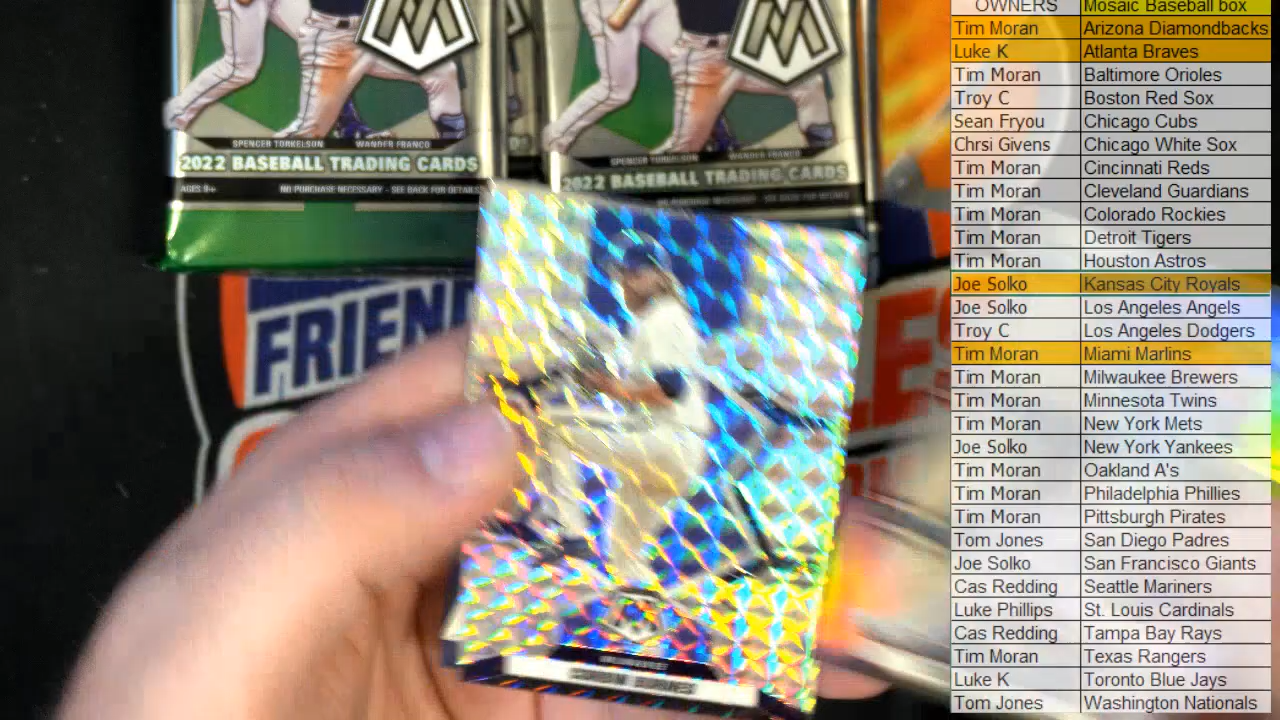 SPENCER TORKELSON WANDER FRANCO
2022 BASEBALL TRADING CARDS
AGES 9+ NO PURCHASE NECESSARY - SEE BACK FOR DETAILS
SPENCER TORKELSON WANDER FRANCO
2022 BASEBALL TRADING CARDS
NO PURCHASE NECESSARY SEE BACK FOR DETAILS
FRIEN
OWNERS Mosaic Baseball box
Tim Moran Arizona Diamondbacks
Luke K Atlanta Braves
Tim Moran Baltimore Orioles
Troy C Boston Red Sox
Sean Fryou Chicago Cubs
Chrsi Givens Chicago White Sox
Tim Moran Cincinnati Reds
Tim Moran Cleveland Guardians
Tim Moran Colorado Rockies
Tim Moran Detroit Tigers
Tim Moran Houston Astros
Joe Solko Kansas City Royals
Joe Solko Los Angeles Angels
Troy C Los Angeles Dodgers
Tim Moran Miami Marlins
Tim Moran Milwaukee Brewers
Tim Moran Minnesota Twins
Tim Moran New York Mets
Joe Solko New York Yankees
Tim Moran Oakland A's
Tim Moran Philadelphia Phillies
Tim Moran Pittsburgh Pirates
Tom Jones San Diego Padres
Joe Solko San Francisco Giants
Cas Redding Seattle Mariners
Luke Phillips St. Louis Cardinals
Cas Redding Tampa Bay Rays
Tim Moran Texas Rangers
Luke K Toronto Blue Jays
Tom Jones Washington Nationals